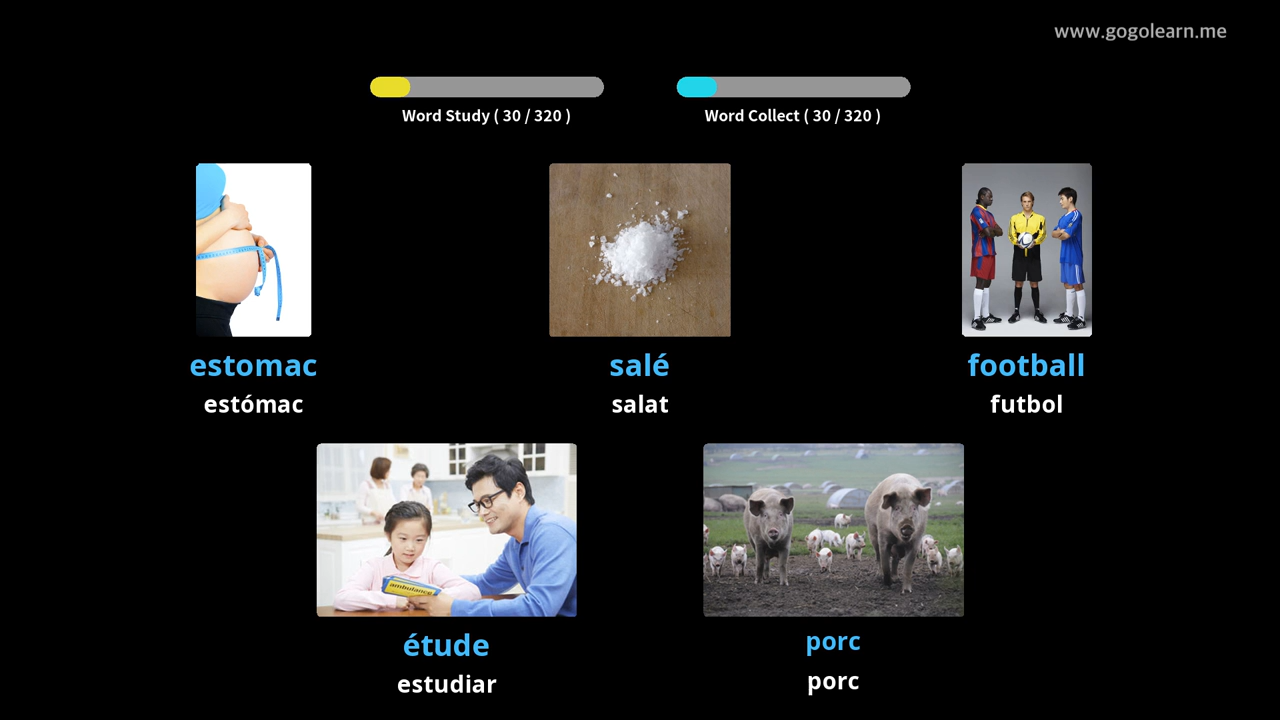 www.gogolearn.me
Word Study ( 30 / 320 )
Word Collect ( 30 / 320 )
estomac
estómac
salé
salat
football
futbol
ambulance
étude
estudiar
porc
porc